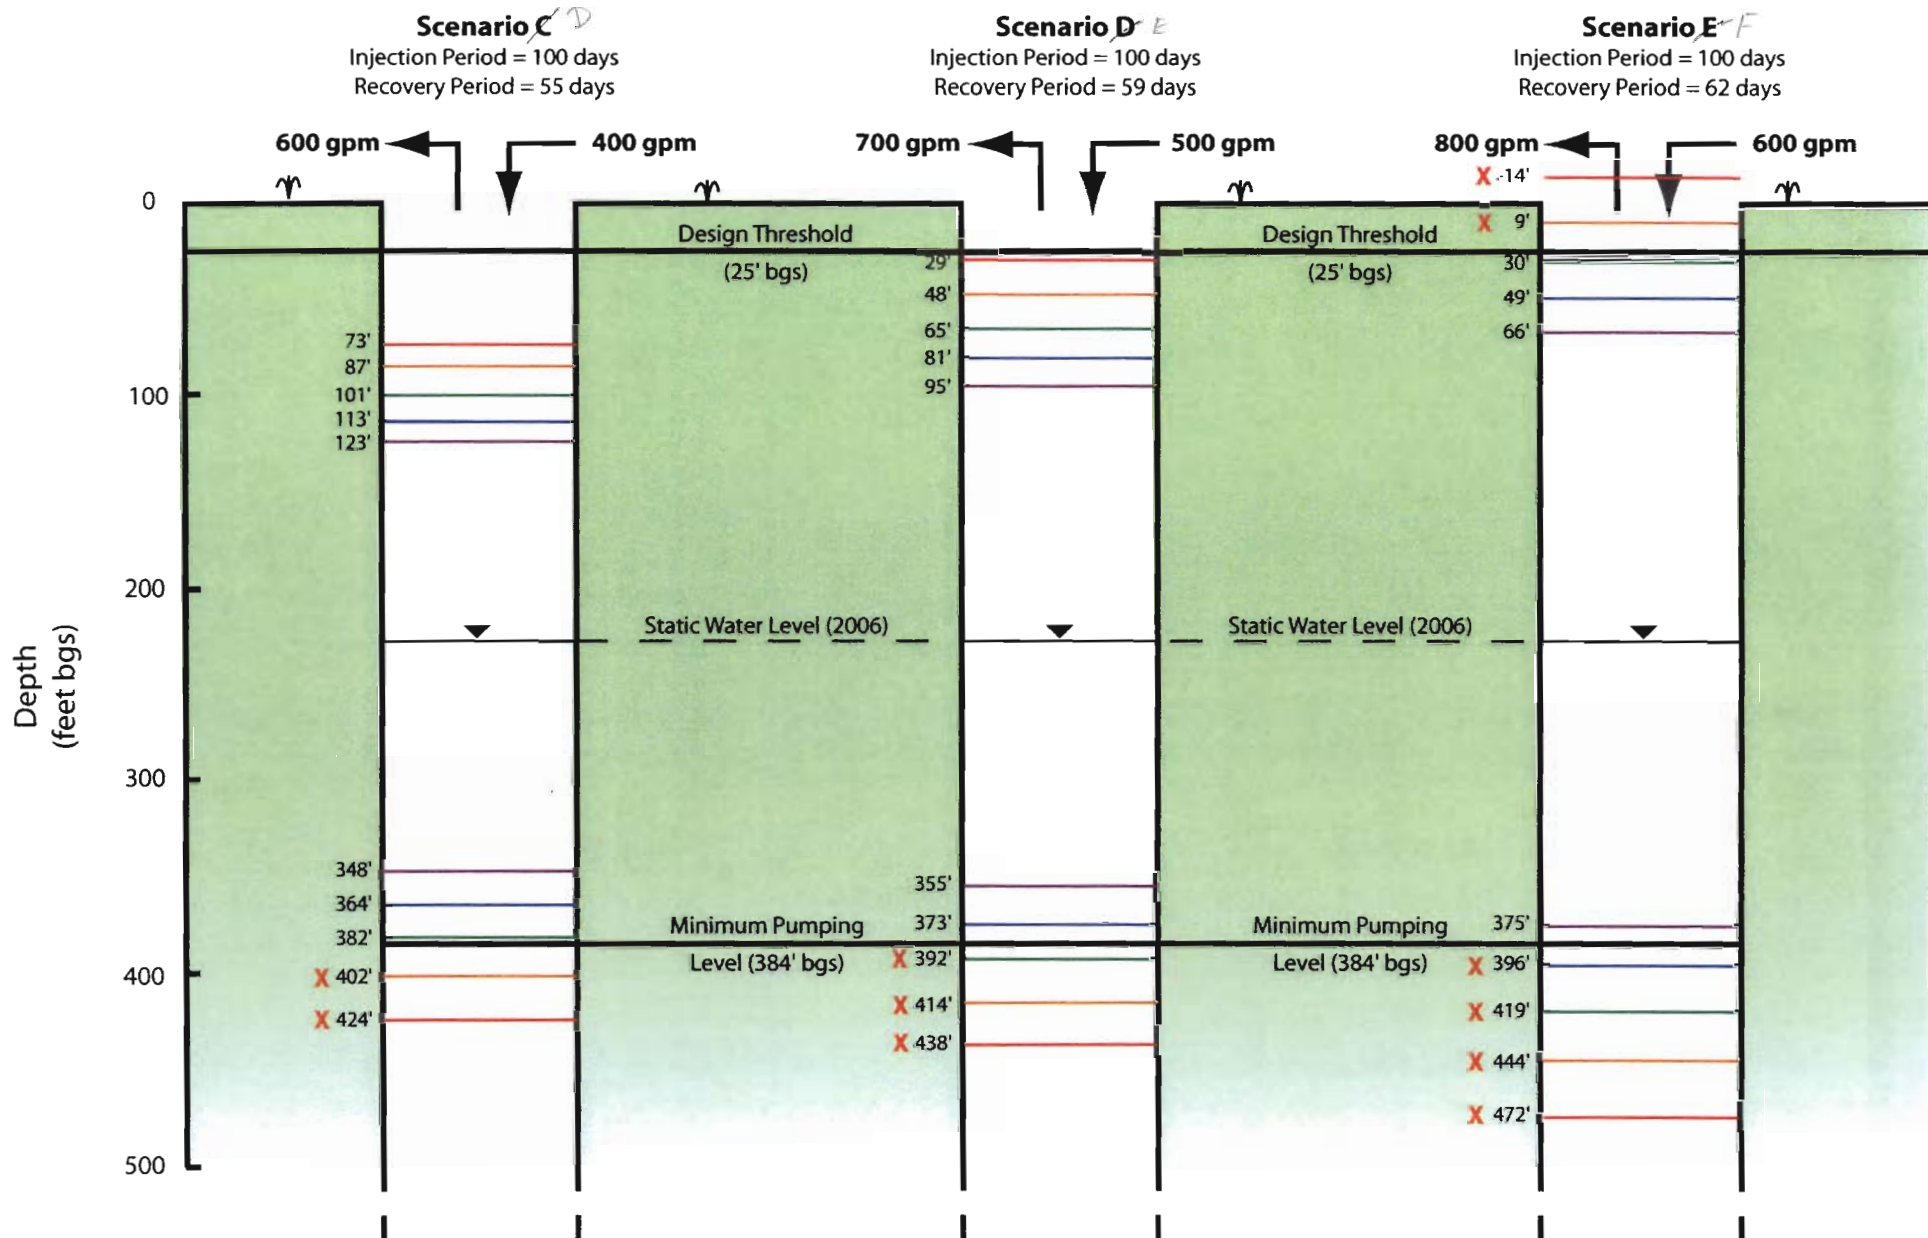 Scenario C D
Injection Period = 100 days
Recovery Period = 55 days
Scenario D E
Injection Period = 100 days
Recovery Period = 59 days
Scenario E F
Injection Period = 100 days
Recovery Period = 62 days
600 gpm
400 gpm
700 gpm
500 gpm
800 gpm
600 gpm
X -14'
0
X 9'
Design Threshold
(25' bgs)
Design Threshold
(25' bgs)
29'
30'
48'
49'
65'
66'
73'
81'
87'
95'
100
101'
113'
123'
200
Static Water Level (2006)
Static Water Level (2006)
Depth
(feet bgs)
300
348'
355'
364'
373'
375'
382'
Minimum Pumping
Level (384' bgs)
Minimum Pumping
Level (384' bgs)
X 392'
X 396'
400
X 402'
X 414'
X 419'
X 424'
X 438'
X 444'
X 472'
500